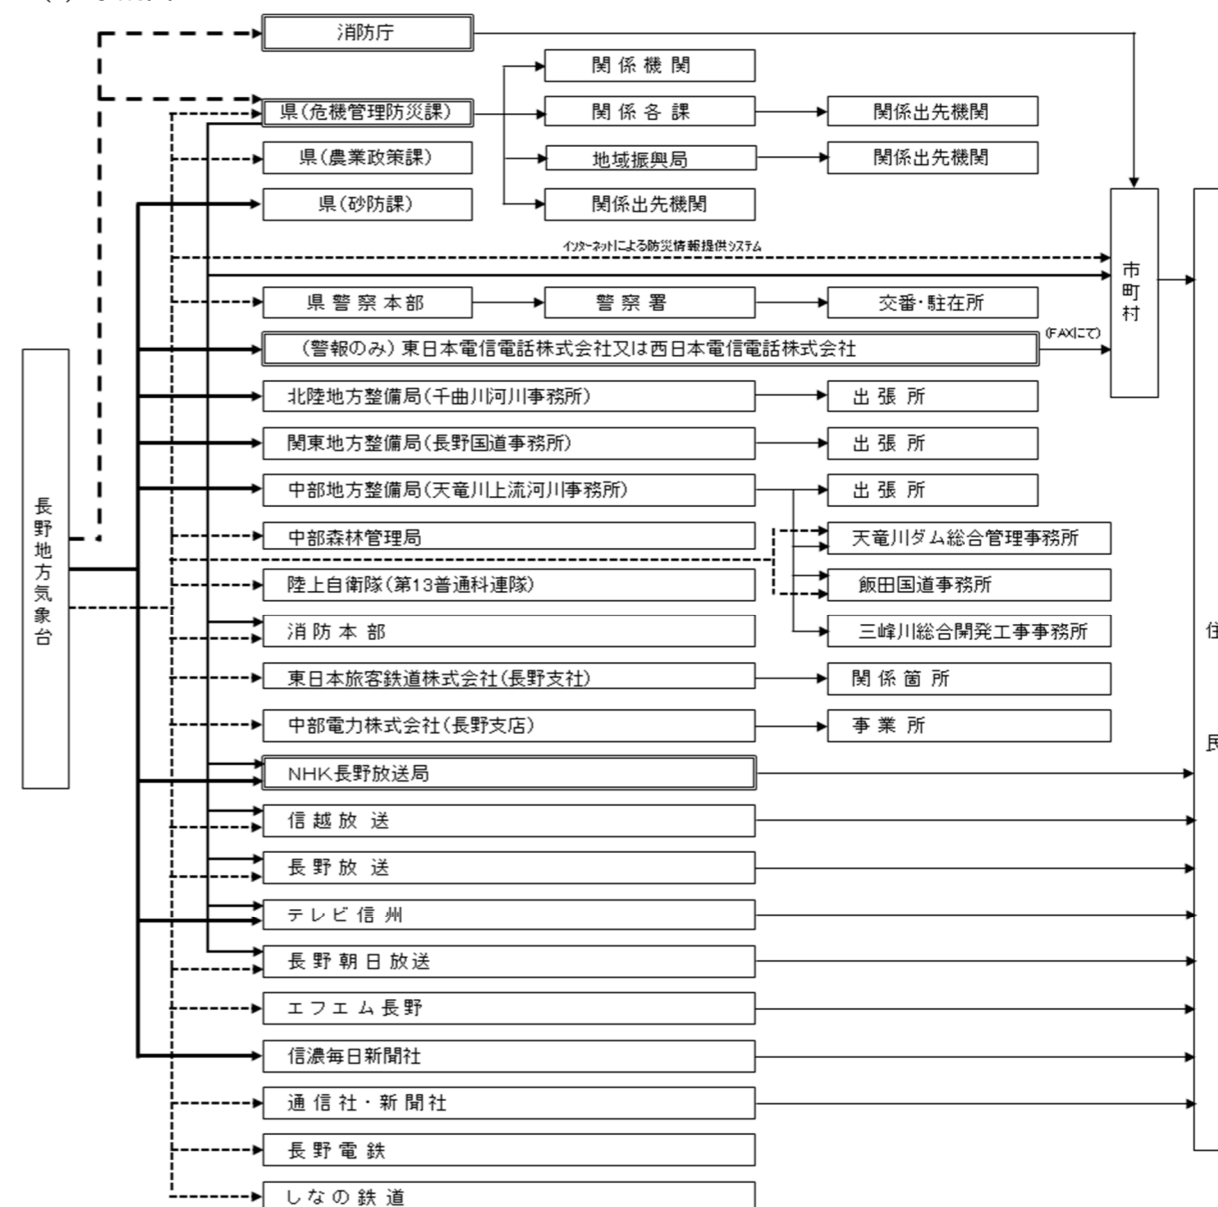 消防庁
関係機関
県(危機管理防災課)
関係各課
関係出先機関
県(農業政策課)
地域振興局
関係出先機関
県(砂防課)
関係出先機関
インターネットによる防災情報提供システム
市町村
県警察本部
警察署
交番・駐在所
(警報のみ)東日本電信電話株式会社又は西日本電信電話株式会社
(FAXにて)
北陸地方整備局(千曲川河川事務所)
出張所
関東地方整備局(長野国道事務所)
出張所
中部地方整備局(天竜川上流河川事務所)
出張所
長野地方気象台
中部森林管理局
天竜川ダム総合管理事務所
陸上自衛隊(第13普通科連隊)
飯田国道事務所
消防本部
三峰川総合開発工事事務所
住民
東日本旅客鉄道株式会社(長野支社)
関係箇所
中部電力株式会社(長野支店)
事業所
NHK長野放送局
信越放送
長野放送
テレビ信州
長野朝日放送
エフエム長野
信濃毎日新聞社
通信社・新聞社
長野電鉄
しなの鉄道